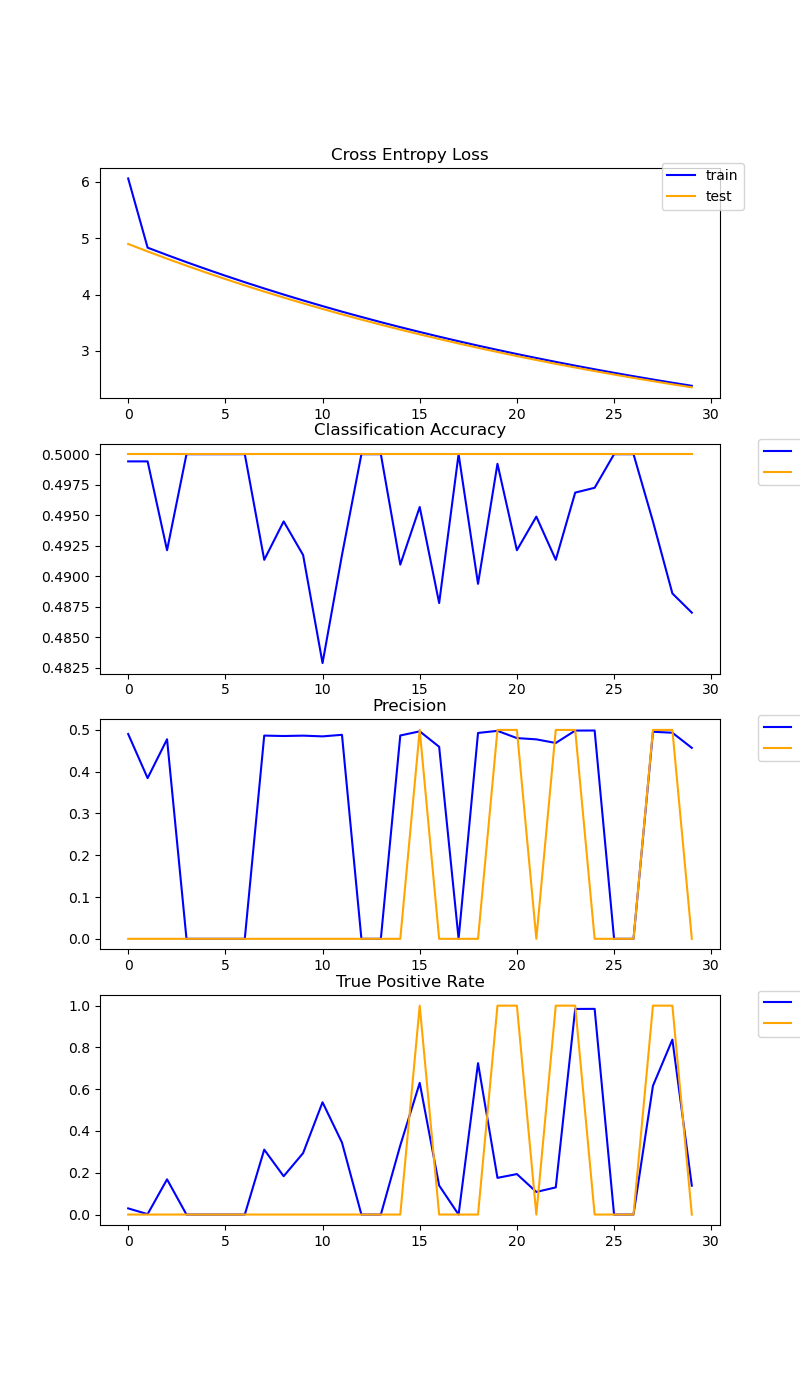 Cross Entropy Loss
train
test
6
5
4
3
0 5 10 15 20 25 30
Classification Accuracy
0.5000
0.4975
0.4950
0.4925
0.4900
0.4875
0.4850
0.4825
0 5 10 15 20 25 30
Precision
0.5
0.4
0.3
0.2
0.1
0.0
0 5 10 15 20 25 30
True Positive Rate
1.0
0.8
0.6
0.4
0.2
0.0
0 5 10 15 20 25 30